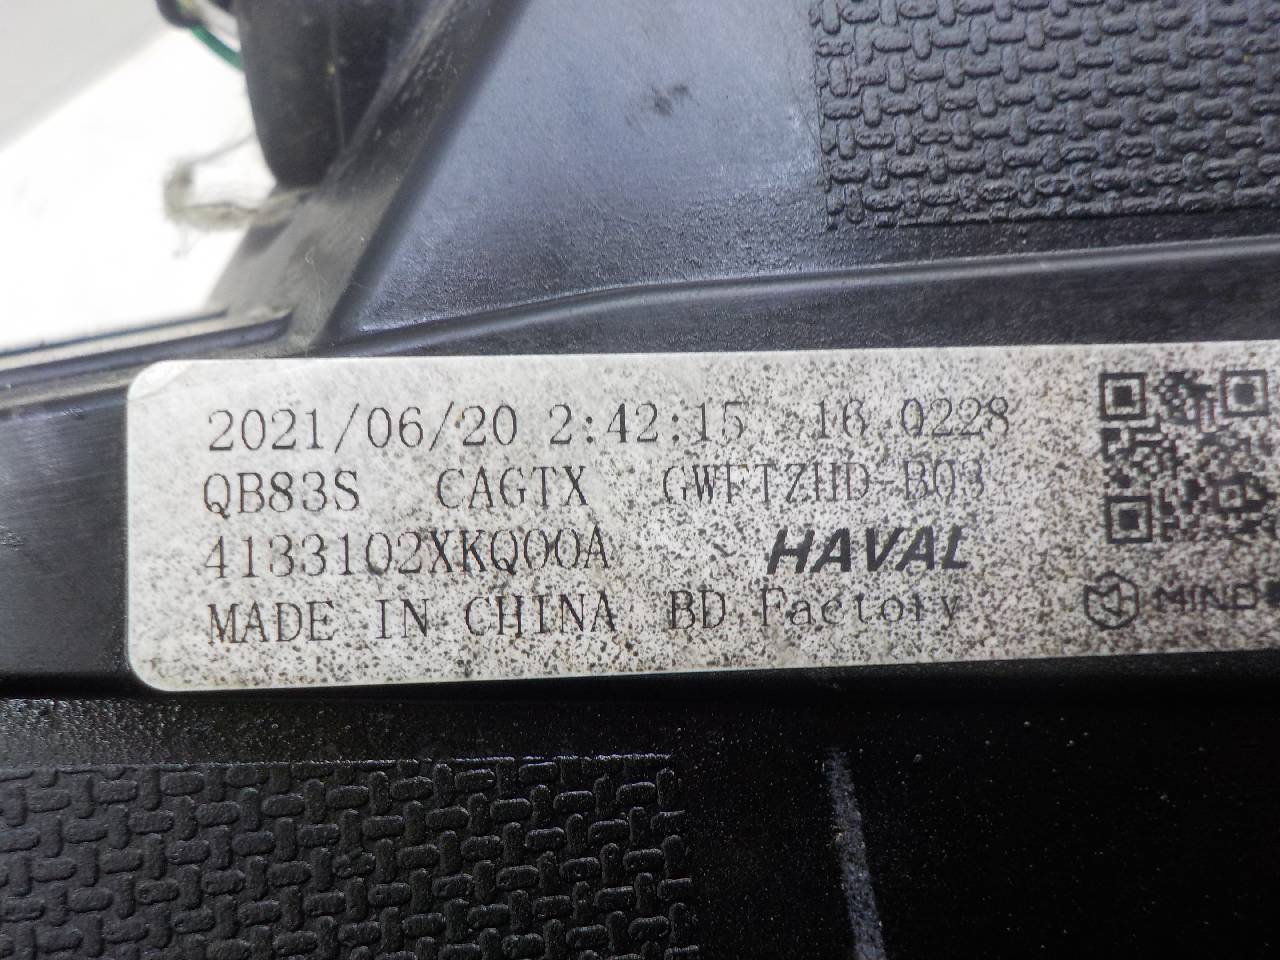 2021/06/20 2:42:15 16 0228
QB83S CAGTX GWFTZHD-B03
4133102XKQ00A HAVAL
MADE IN CHINA BD Factory